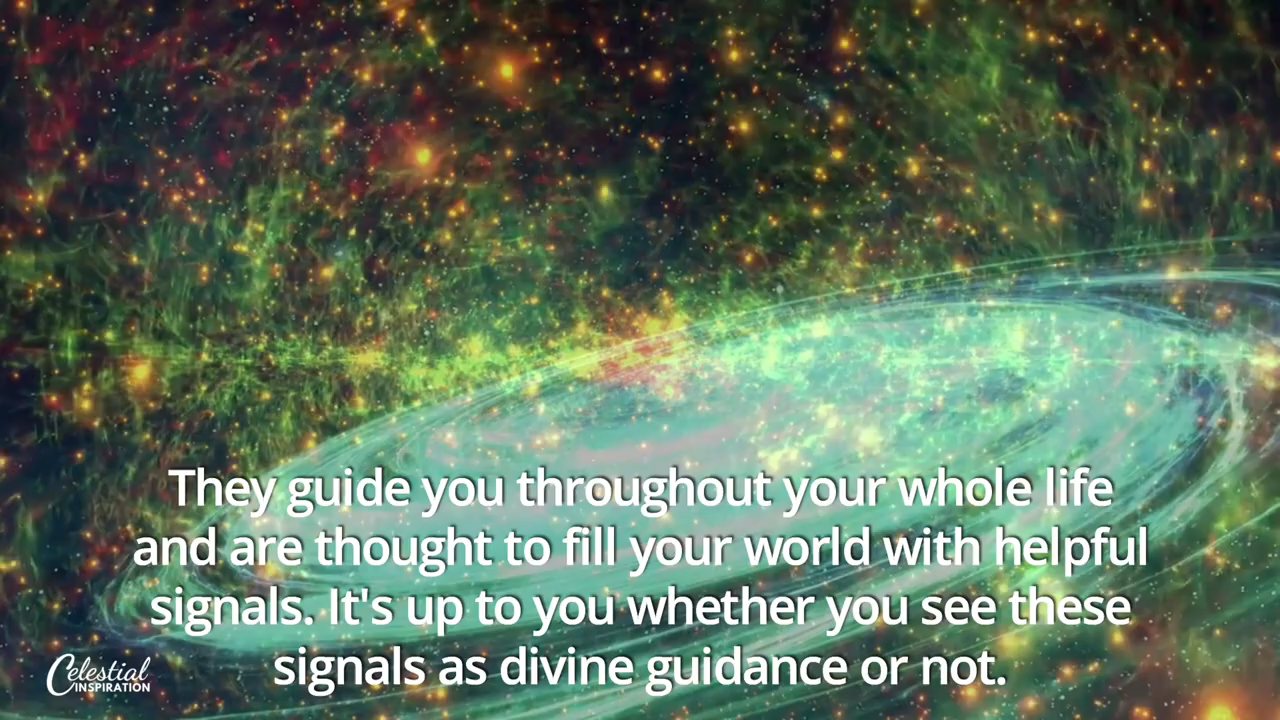 They guide you throughout your whole life
and are thought to fill your world with helpful
signals. It's up to you whether you see these
signals as divine guidance or not.
Celestial
INSPIRATION